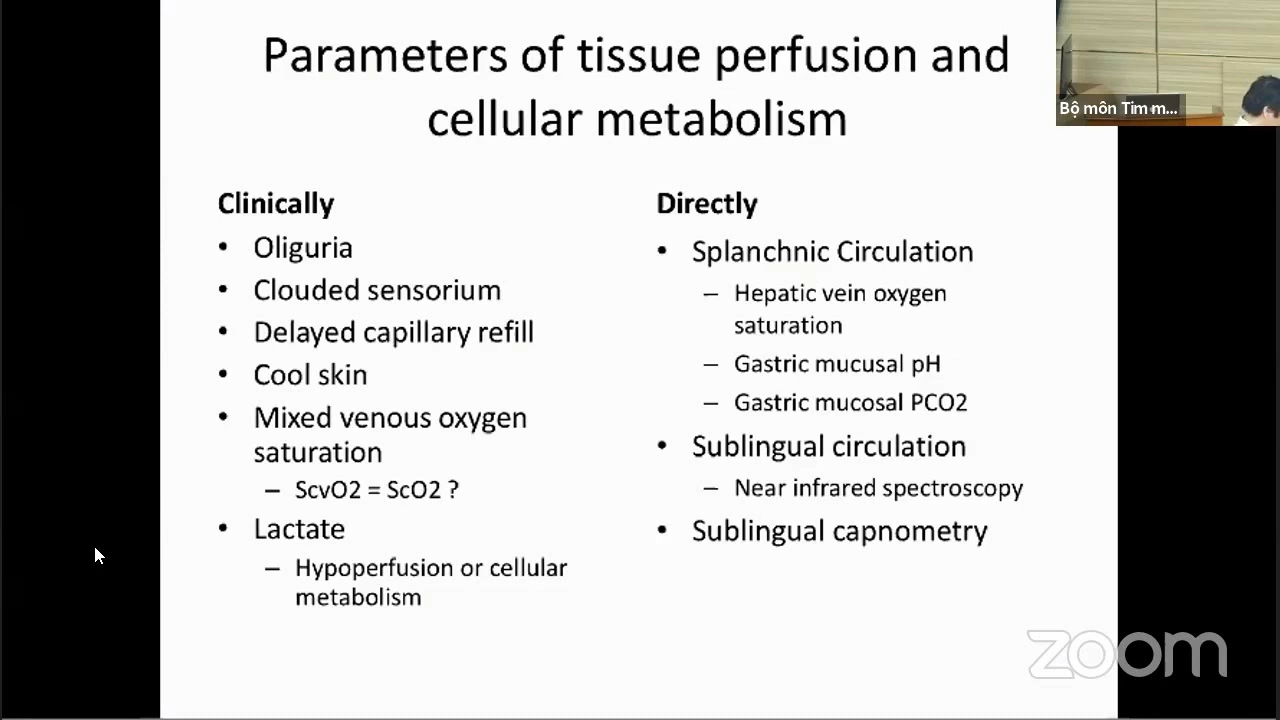 Parameters of tissue perfusion and
cellular metabolism
Bộ môn Tim m...
Clinically
• Oliguria
• Clouded sensorium
• Delayed capillary refill
• Cool skin
• Mixed venous oxygen
saturation
– ScvO2 = ScO2 ?
• Lactate
– Hypoperfusion or cellular
metabolism
Directly
• Splanchnic Circulation
– Hepatic vein oxygen
saturation
– Gastric mucusal pH
– Gastric mucosal PCO2
• Sublingual circulation
– Near infrared spectroscopy
• Sublingual capnometry
zoom